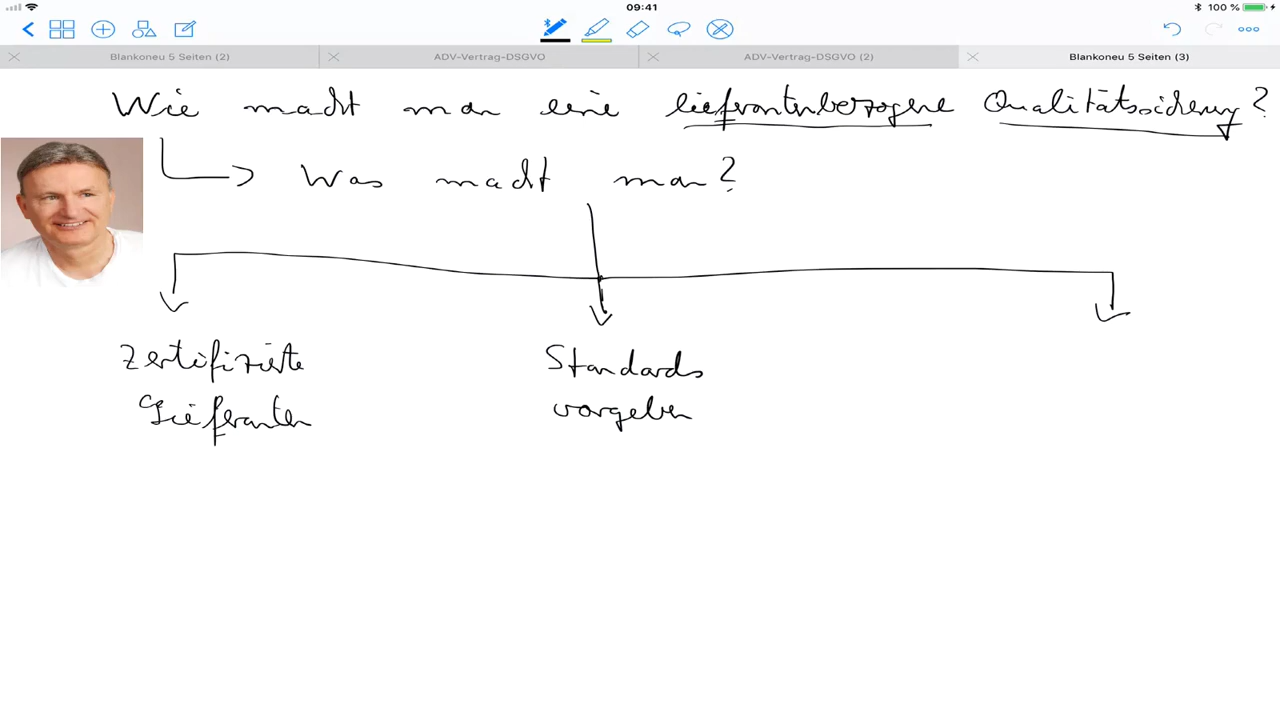 09:41
100 %
Blankoneu 5 Seiten (2)
ADV-Vertrag-DSGVO
ADV-Vertrag-DSGVO (2)
Blankoneu 5 Seiten (3)
Wie macht man eine lieferantenbezogene Qualitätssicherung?
Was macht man?
Zertifizierte
Lieferanten
Standards
vorgeben